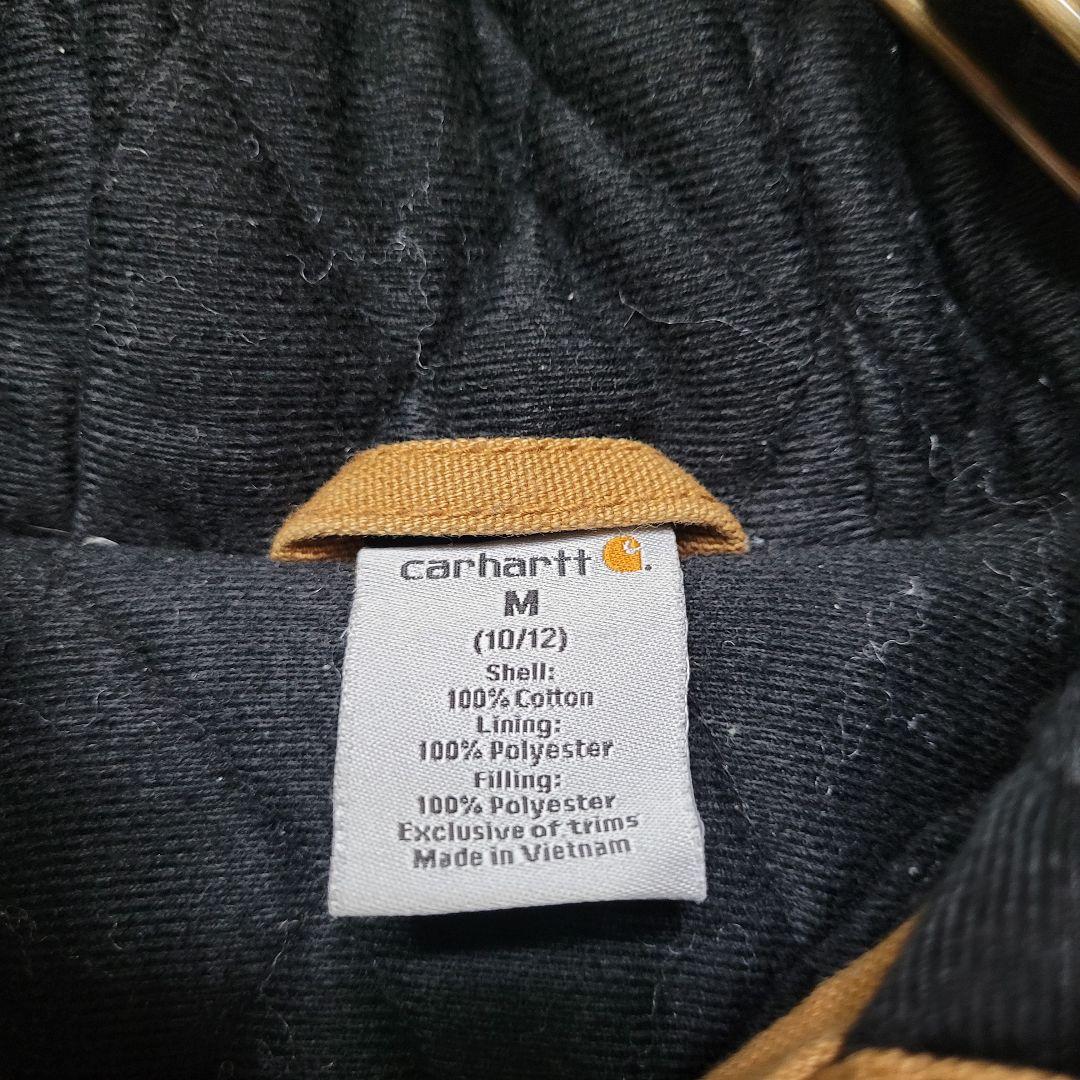 carhartt
M
(10/12)
Shell:
100% Cotton
Lining:
100% Polyester
Filling:
100% Polyester
Exclusive of trims
Made in Vietnam